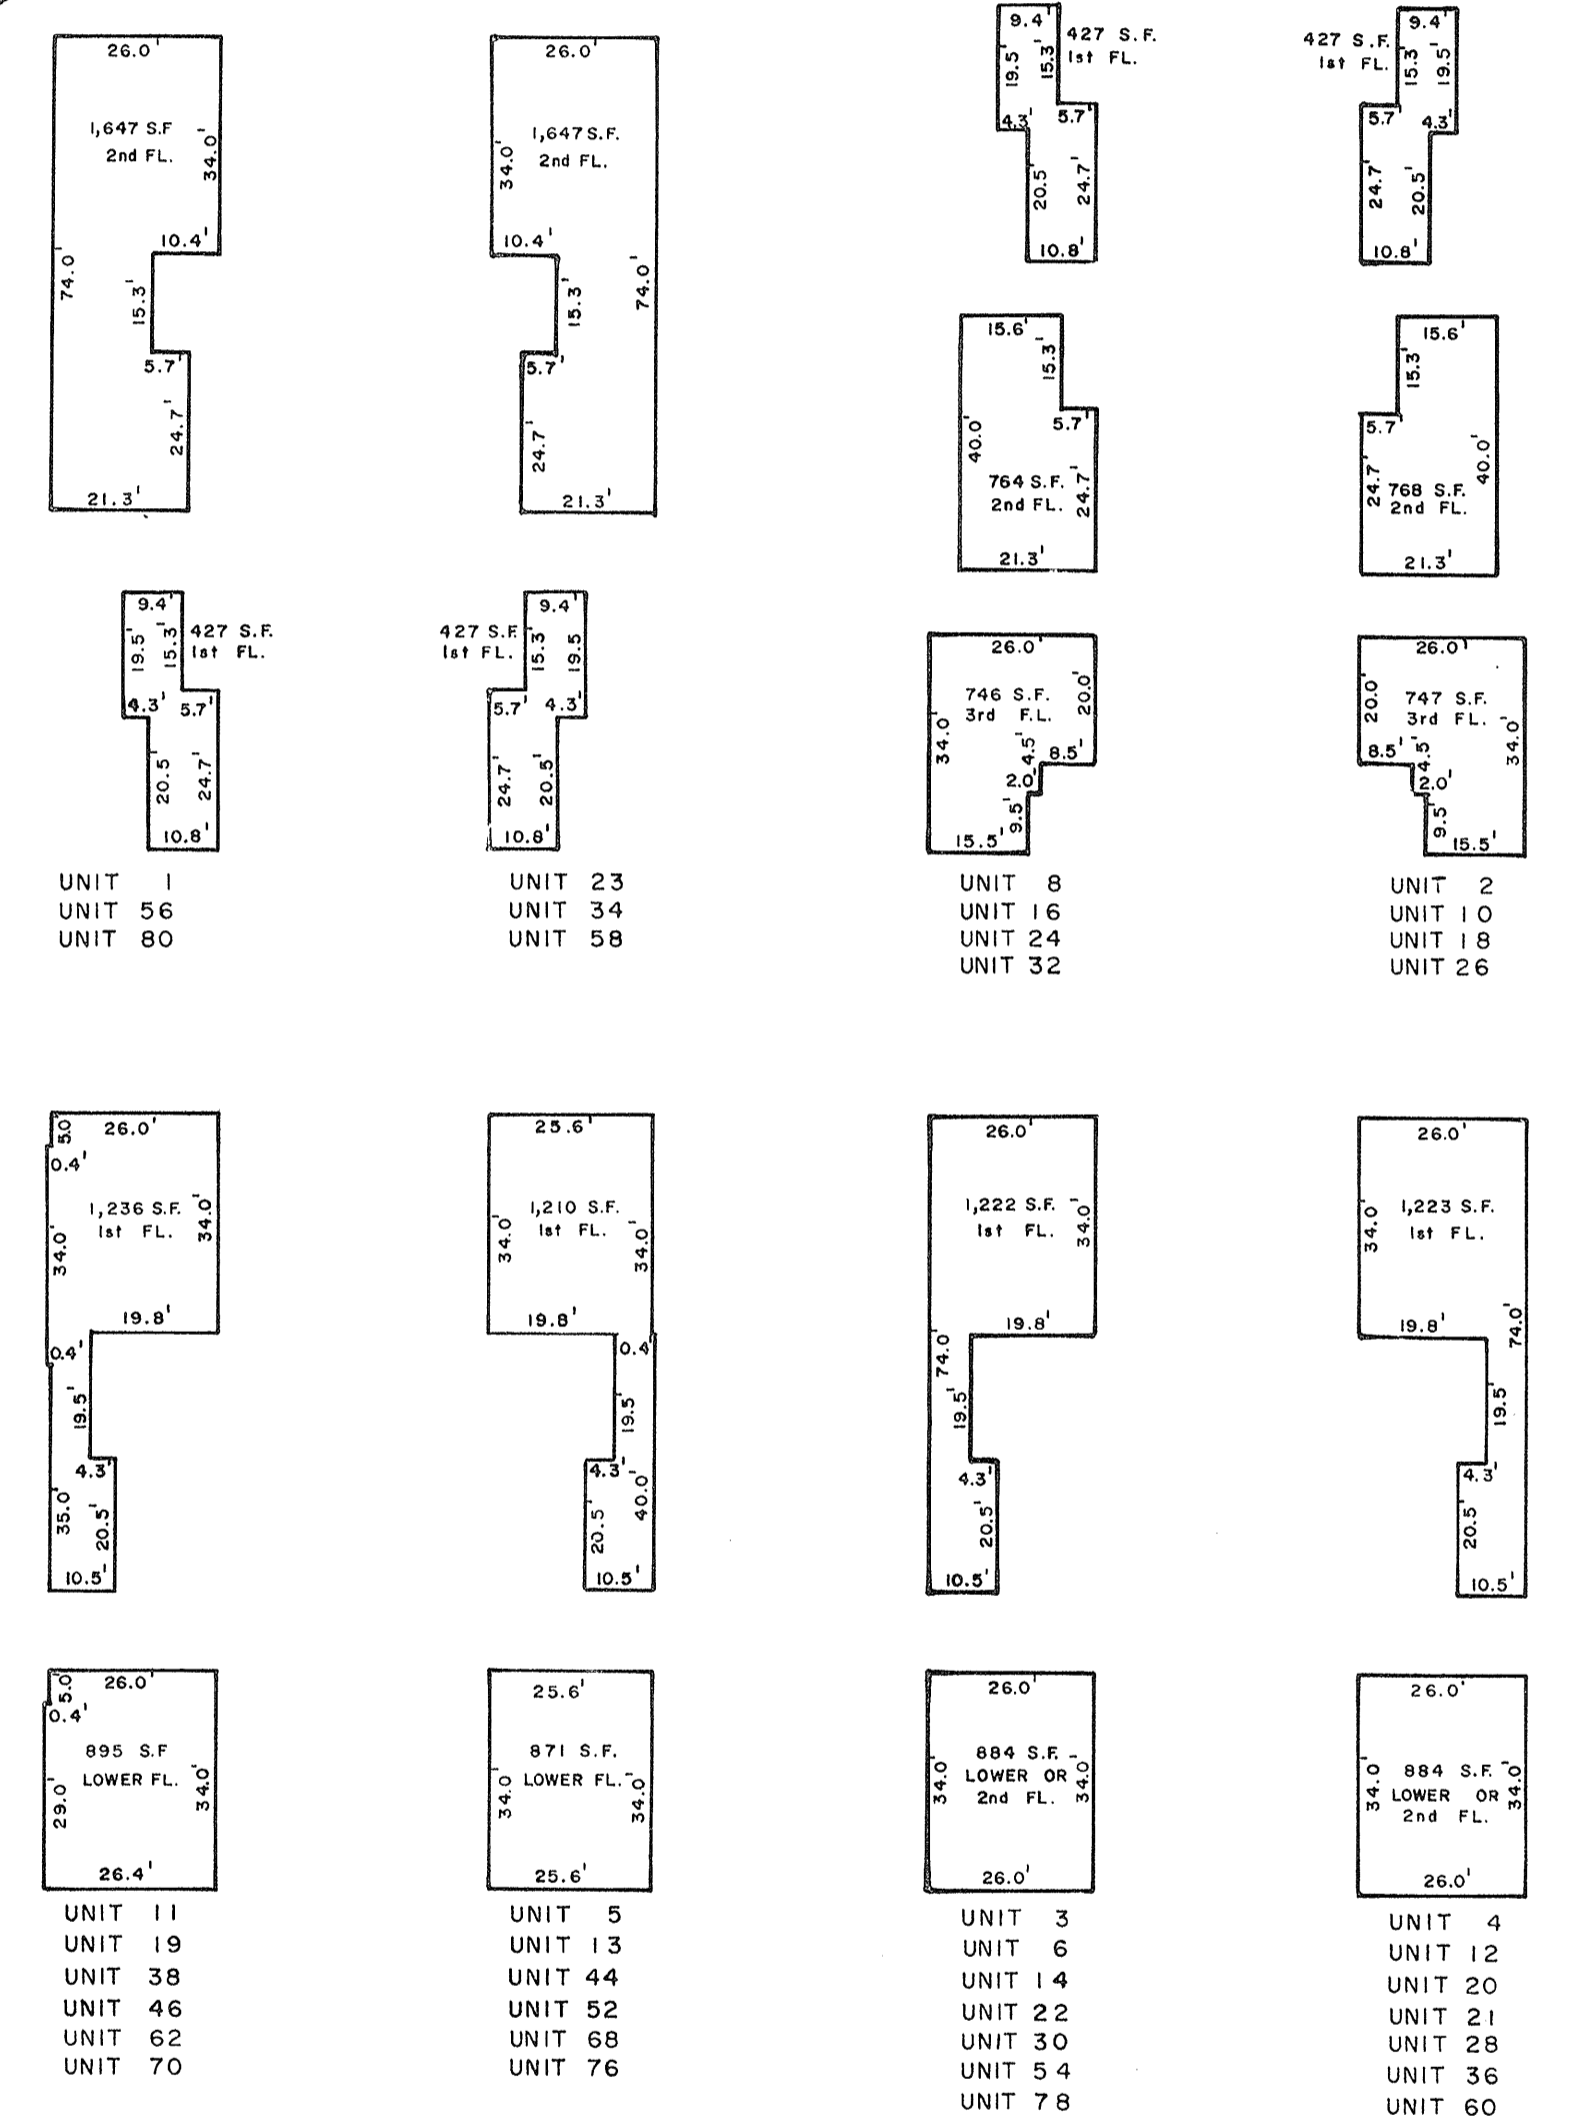 26.0'
1,647 S.F
2nd FL.
34.0'
10.4'
74.0'
15.3'
5.7'
24.7'
21.3'
9.4'
19.5'
15.3'
427 S.F.
1st FL.
4.3'
5.7'
20.5'
24.7'
10.8'
UNIT 1
UNIT 56
UNIT 80
26.0'
1,647 S.F.
2nd FL.
34.0'
10.4'
74.0'
15.3'
5.7'
24.7'
21.3'
9.4'
427 S.F.
1st FL.
15.3'
19.5
5.7'
4.3'
24.7'
20.5'
10.8'
UNIT 23
UNIT 34
UNIT 58
9.4'
427 S.F.
1st FL.
19.5'
15.3'
4.3'
5.7'
20.5'
24.7'
10.8'
15.6'
15.3'
5.7'
40.0'
764 S.F.
2nd FL.
24.7'
21.3'
26.0'
746 S.F.
3rd F.L.
20.0'
34.0'
4.5'
8.5'
2.0'
9.5'
15.5'
UNIT 8
UNIT 16
UNIT 24
UNIT 32
9.4'
427 S.F.
1st FL.
15.3'
19.5'
5.7'
4.3'
24.7'
20.5'
10.8'
15.6'
15.3'
5.7'
40.0'
24.7'
768 S.F.
2nd FL.
21.3'
26.0'
20.0'
747 S.F.
3rd FL.
34.0'
8.5'
4.5'
2.0'
9.5'
15.5'
UNIT 2
UNIT 10
UNIT 18
UNIT 26
5.0'
26.0'
0.4'
1,236 S.F.
1st FL.
34.0'
34.0'
19.8'
0.4'
19.5'
4.3'
35.0'
20.5'
10.5'
5.0'
26.0'
0.4'
895 S.F
LOWER FL.
29.0'
34.0'
26.4'
UNIT 11
UNIT 19
UNIT 38
UNIT 46
UNIT 62
UNIT 70
25.6'
1,210 S.F.
1st FL.
34.0'
34.0'
19.8'
0.4'
19.5'
4.3'
40.0'
20.5'
10.5'
25.6'
871 S.F.
LOWER FL.
34.0'
34.0'
25.6'
UNIT 5
UNIT 13
UNIT 44
UNIT 52
UNIT 68
UNIT 76
26.0'
1,222 S.F.
1st FL.
34.0'
19.8'
74.0'
19.5'
4.3'
20.5'
10.5'
26.0'
884 S.F.
LOWER OR
2nd FL.
34.0'
34.0'
26.0'
UNIT 3
UNIT 6
UNIT 14
UNIT 22
UNIT 30
UNIT 54
UNIT 78
26.0'
1,223 S.F.
1st FL.
34.0'
19.8'
74.0'
19.5'
4.3'
20.5'
10.5'
26.0'
884 S.F.
LOWER OR
2nd FL.
34.0'
34.0'
26.0'
UNIT 4
UNIT 12
UNIT 20
UNIT 21
UNIT 28
UNIT 36
UNIT 60